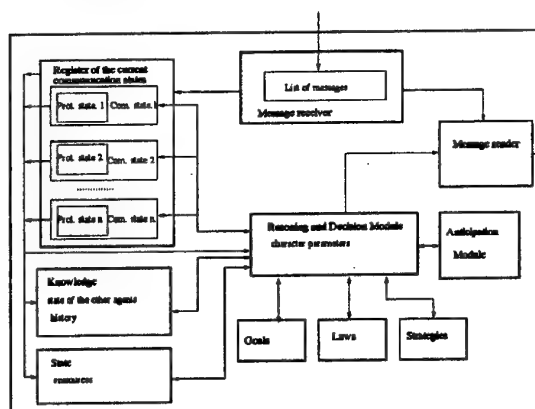 Register of the current
communication states
Prot. state. 1 Com. state. 1
Prot. state 2 Com. state 2
............
Prot. state n Com. state n
List of messages
Message receiver
Message sender
Reasoning and Decision Module
character parameters
Anticipation
Module
Knowledge
state of the other agents
history
State
resources
Goals
Laws
Strategies